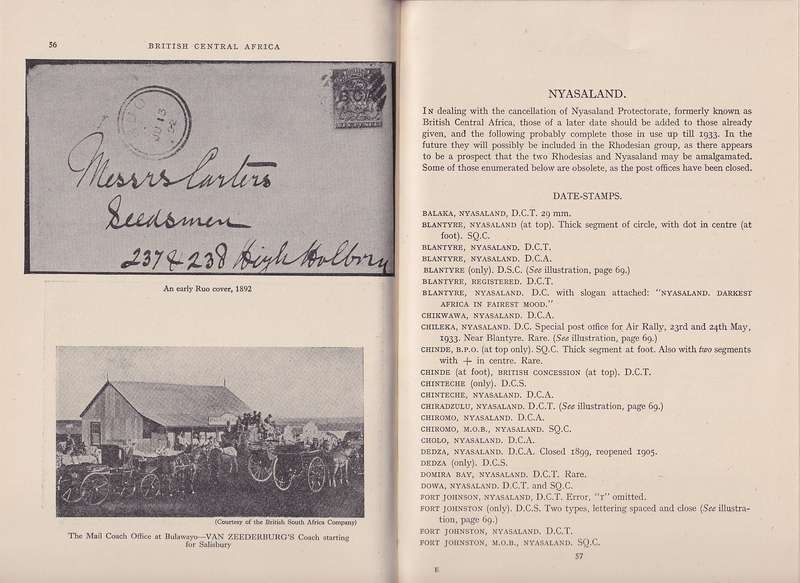 56
BRITISH CENTRAL AFRICA
RUO
JU 13
92
B.C.A.
Messrs Carters
Seedsmen
237 & 238 High Holborn
An early Ruo cover, 1892
(Courtesy of the British South Africa Company)
The Mail Coach Office at Bulawayo—VAN ZEEDERBURG'S Coach starting
for Salisbury
NYASALAND.
IN dealing with the cancellation of Nyasaland Protectorate, formerly known as
British Central Africa, those of a later date should be added to those already
given, and the following probably complete those in use up till 1933. In the
future they will possibly be included in the Rhodesian group, as there appears
to be a prospect that the two Rhodesias and Nyasaland may be amalgamated.
Some of those enumerated below are obsolete, as the post offices have been closed.
DATE-STAMPS.
BALAKA, NYASALAND, D.C.T. 29 mm.
BLANTYRE, NYASALAND (at top). Thick segment of circle, with dot in centre (at
foot). SQ.C.
BLANTYRE, NYASALAND. D.C.T.
BLANTYRE, NYASALAND. D.C.A.
BLANTYRE (only). D.S.C. (See illustration, page 69.)
BLANTYRE, REGISTERED. D.C.T.
BLANTYRE, NYASALAND. D.C. with slogan attached: "NYASALAND. DARKEST
AFRICA IN FAIREST MOOD."
CHIKWAWA, NYASALAND. D.C.A.
CHILEKA, NYASALAND. D.C. Special post office for Air Rally, 23rd and 24th May,
1933. Near Blantyre. Rare. (See illustration, page 69.)
CHINDE, B.P.O. (at top only). SQ.C. Thick segment at foot. Also with two segments
with + in centre. Rare.
CHINDE (at foot), BRITISH CONCESSION (at top). D.C.T.
CHINTECHE (only). D.C.S.
CHINTECHE, NYASALAND. D.C.A.
CHIRADZULU, NYASALAND. D.C.T. (See illustration, page 69.)
CHIROMO, NYASALAND. D.C.A.
CHIROMO, M.O.B., NYASALAND. SQ.C.
CHOLO, NYASALAND. D.C.A.
DEDZA, NYASALAND. D.C.A. Closed 1899, reopened 1905.
DEDZA (only). D.C.S.
DOMIRA BAY, NYASALAND. D.C.T. Rare.
DOWA, NYASALAND. D.C.T. and SQ.C.
FORT JOHNSON, NYASALAND, D.C.T. Error, "T" omitted.
FORT JOHNSTON (only). D.C.S. Two types, lettering spaced and close (See illustra-
tion, page 69.)
FORT JOHNSTON, NYASALAND. D.C.T.
FORT JOHNSTON, M.O.B., NYASALAND. SQ.C.
57
E